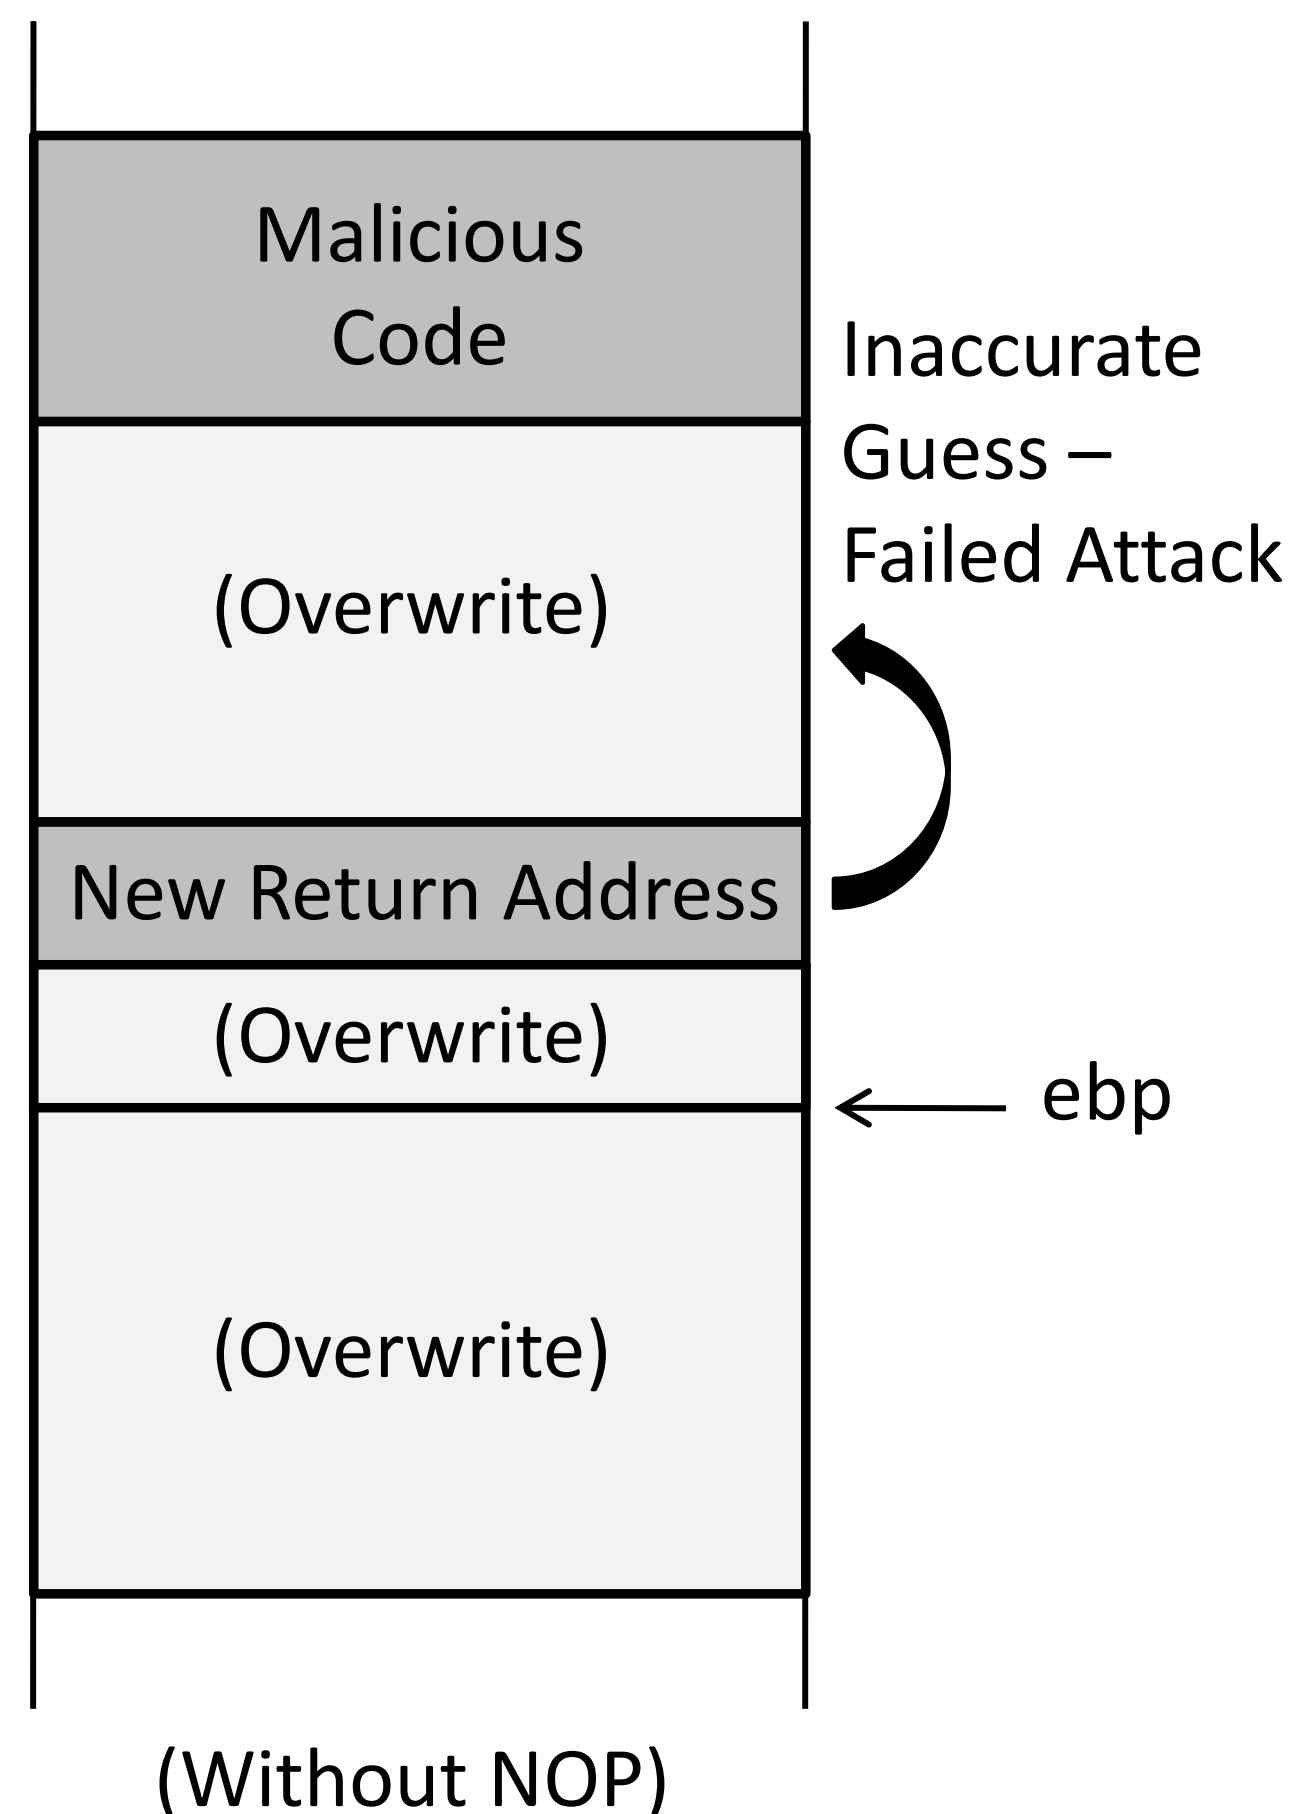 Malicious
Code
Inaccurate
Guess –
Failed Attack
(Overwrite)
New Return Address
(Overwrite)
ebp
(Overwrite)
(Without NOP)